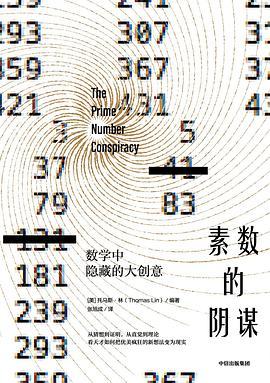 293 307 31
359 367 37
421 431 43
The
Prime
Number
Conspiracy
3 5
37 41
79 83
131
181
239
293
数学中
隐藏的大创意
素数的阴谋
[美] 托马斯·林（Thomas Lin）/ 编著
张旭成 / 译
从猜想到证明，从直觉到理论
看天才如何把优美疯狂的新想法变为现实
中信出版集团